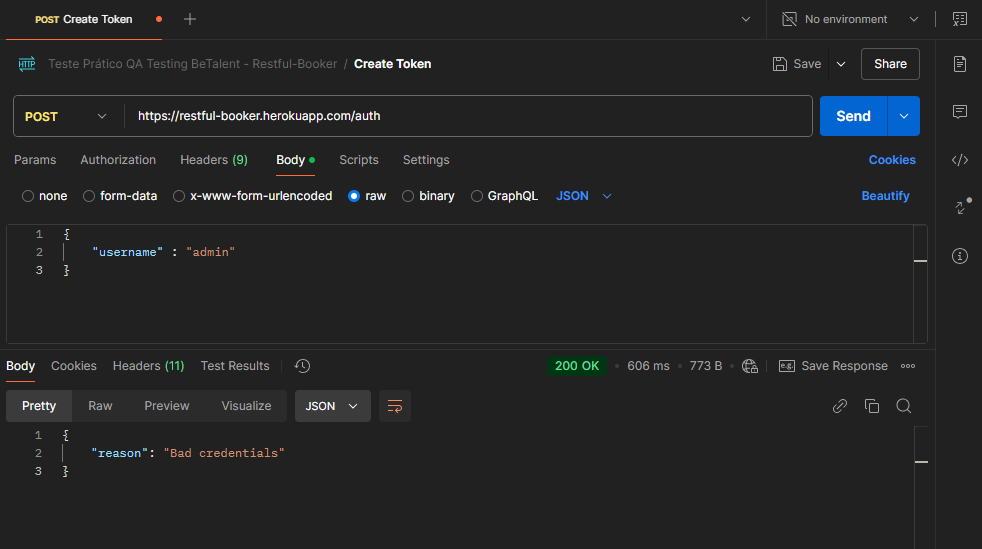 POST Create Token
No environment
HTTP Teste Prático QA Testing BeTalent - Restful-Booker / Create Token Save Share
POST https://restful-booker.herokuapp.com/auth Send
Params Authorization Headers (9) Body Scripts Settings Cookies
none form-data x-www-form-urlencoded raw binary GraphQL JSON Beautify
1 {
2 "username" : "admin"
3 }
Body Cookies Headers (11) Test Results 200 OK 606 ms 773 B e.g. Save Response
Pretty Raw Preview Visualize JSON
1 {
2 "reason": "Bad credentials"
3 }